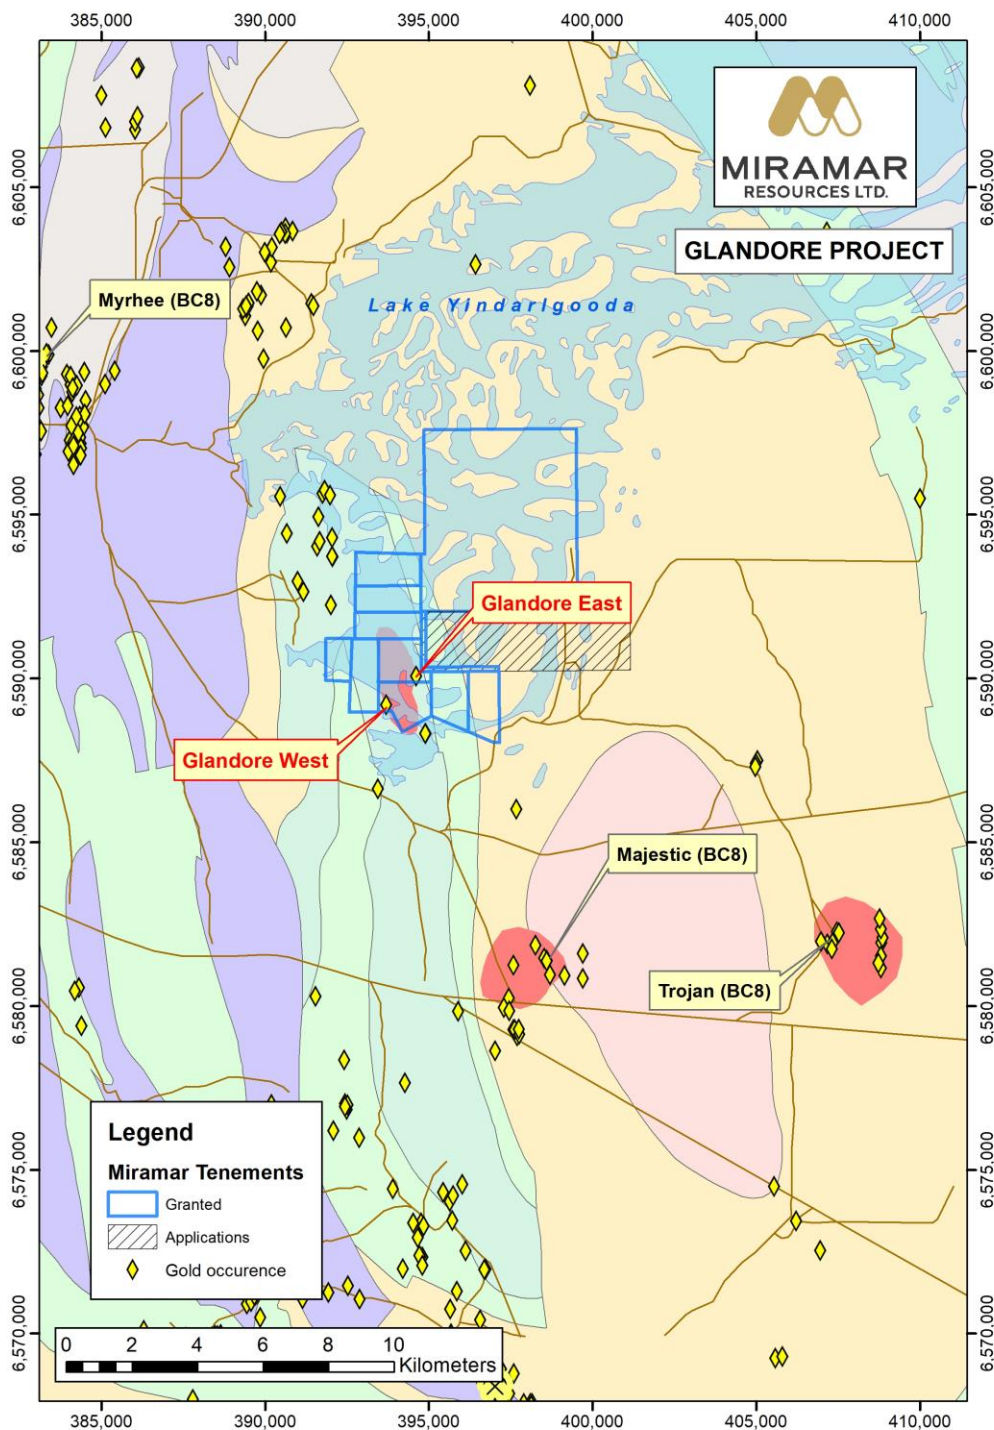 385,000
390,000
395,000
400,000
405,000
410,000
MIRAMAR
RESOURCES LTD.
GLANDORE PROJECT
6,605,000
6,605,000
Myrhee (BC8)
Lake Yindarlgooda
6,600,000
6,600,000
6,595,000
6,595,000
Glandore East
6,590,000
6,590,000
Glandore West
6,585,000
6,585,000
Majestic (BC8)
Trojan (BC8)
6,580,000
6,580,000
6,575,000
6,575,000
Legend
Miramar Tenements
Granted
Applications
Gold occurence
6,570,000
6,570,000
0 2 4 6 8 10
Kilometers
385,000
390,000
395,000
400,000
405,000
410,000